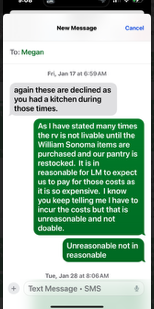 9:08
New Message
Cancel
To: Megan
Fri, Jan 17 at 6:59 AM
again these are declined as
you had a kitchen during
those times.
As I have stated many times
the rv is not livable until the
William Sonoma items are
purchased and our pantry is
restocked. It is in
reasonable for LM to expect
us to pay for those costs as
it is so expensive. I know
you keep telling me I have to
incur the costs but that is
unreasonable and not
doable.
Unreasonable not in
reasonable
Tue, Jan 28 at 8:06 AM
Text Message • SMS